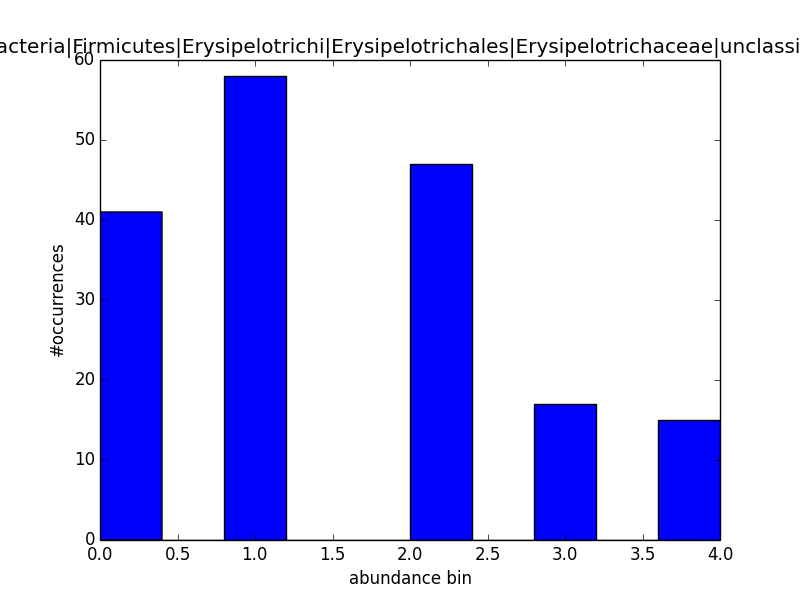 acteria|Firmicutes|Erysipelotrichi|Erysipelotrichales|Erysipelotrichaceae|unclassi
60
50
40
30
20
10
0
#occurrences
0.0 0.5 1.0 1.5 2.0 2.5 3.0 3.5 4.0
abundance bin